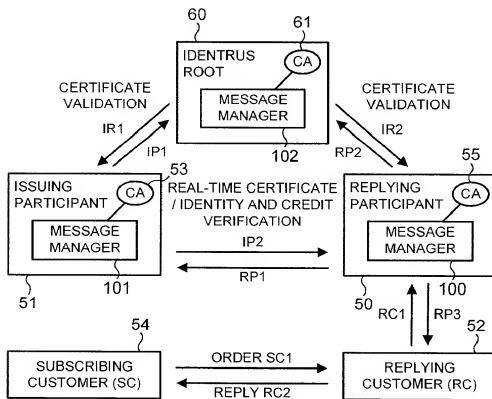 60
61
IDENTRUS
ROOT
CA
MESSAGE
MANAGER
102
CERTIFICATE
VALIDATION
IR1
IP1
CERTIFICATE
VALIDATION
IR2
RP2
53
ISSUING
PARTICIPANT
CA
MESSAGE
MANAGER
101
51
REAL-TIME CERTIFICATE
/ IDENTITY AND CREDIT
VERIFICATION
IP2
RP1
55
REPLYING
PARTICIPANT
CA
MESSAGE
MANAGER
100
50
RC1
RP3
54
SUBSCRIBING
CUSTOMER (SC)
ORDER SC1
REPLY RC2
52
REPLYING
CUSTOMER (RC)